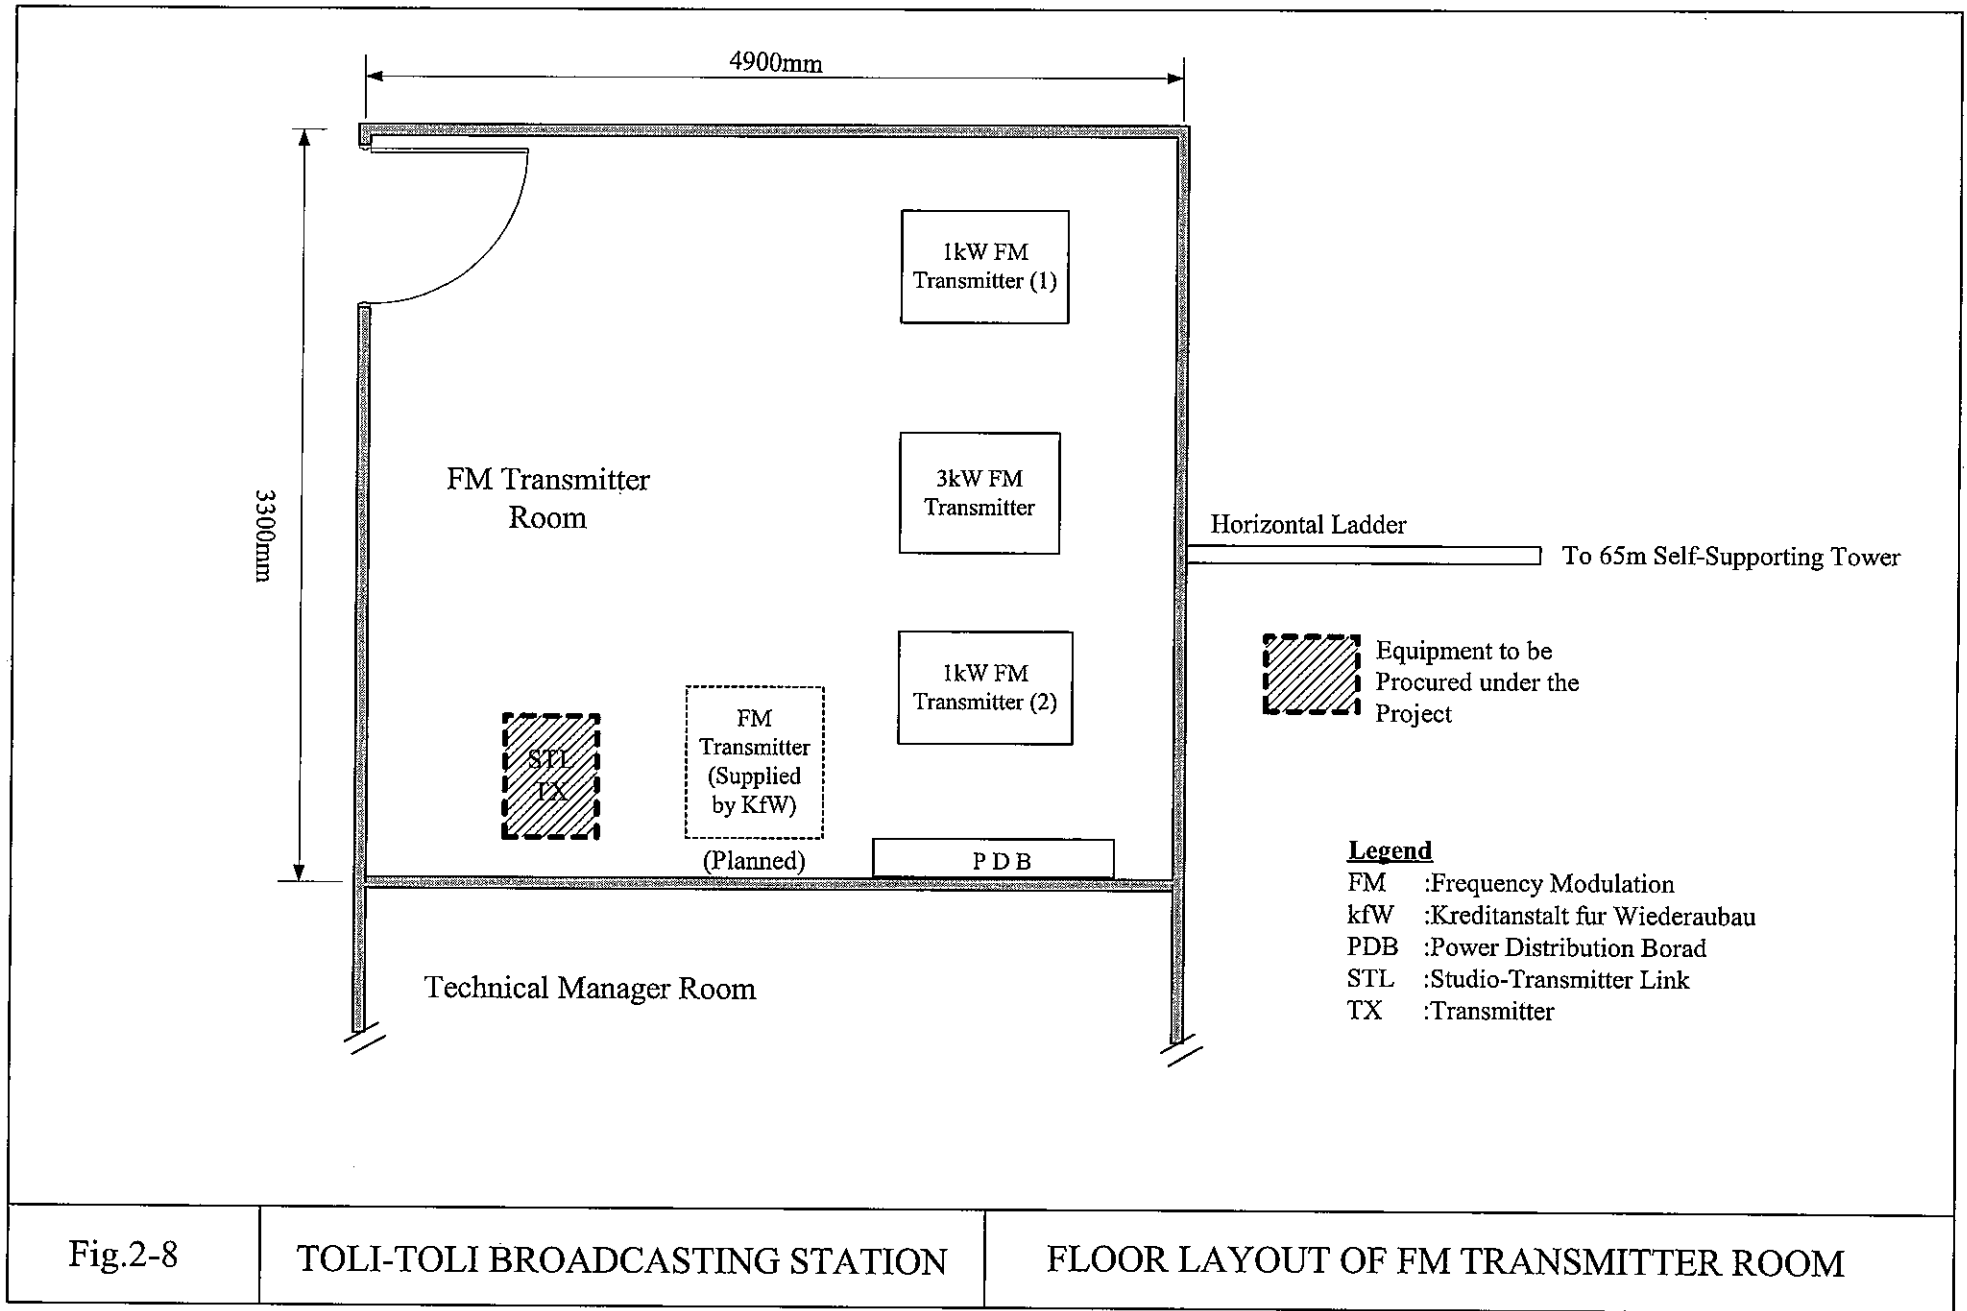 4900mm
3300mm
1kW FM
Transmitter (1)
FM Transmitter
Room
3kW FM
Transmitter
Horizontal Ladder
To 65m Self-Supporting Tower
1kW FM
Transmitter (2)
Equipment to be
Procured under the
Project
STL
TX
FM
Transmitter
(Supplied
by KfW)
(Planned)
P D B
Technical Manager Room
Legend
FM :Frequency Modulation
kfW :Kreditanstalt fur Wiederaubau
PDB :Power Distribution Borad
STL :Studio-Transmitter Link
TX :Transmitter
Fig.2-8
TOLI-TOLI BROADCASTING STATION
FLOOR LAYOUT OF FM TRANSMITTER ROOM